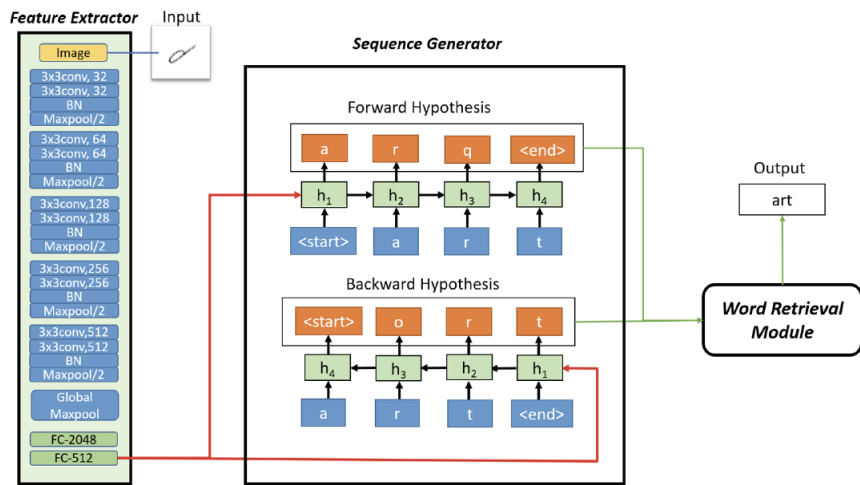 Feature Extractor
Input
Image
3x3conv, 32
3x3conv, 32
BN
Maxpool/2
3x3conv, 64
3x3conv, 64
BN
Maxpool/2
3x3conv,128
3x3conv,128
BN
Maxpool/2
3x3conv,256
3x3conv,256
BN
Maxpool/2
3x3conv,512
3x3conv,512
BN
Maxpool/2
Global
Maxpool
FC-2048
FC-512
Sequence Generator
Forward Hypothesis
a r q <end>
h₁ h₂ h₃ h₄
<start> a r t
Backward Hypothesis
<start> o r t
h₄ h₃ h₂ h₁
a r t <end>
Output
art
Word Retrieval
Module